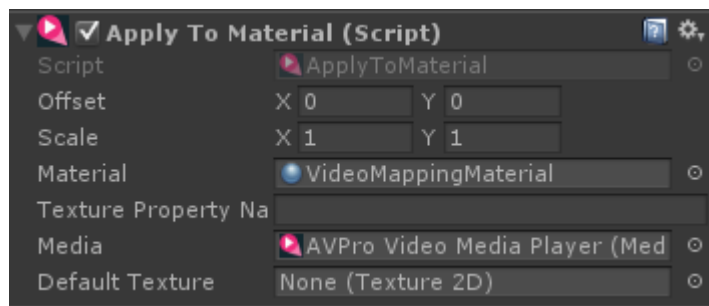 Apply To Material (Script)
Script ApplyToMaterial
Offset X 0 Y 0
Scale X 1 Y 1
Material VideoMappingMaterial
Texture Property Na
Media AVPro Video Media Player (Med
Default Texture None (Texture 2D)